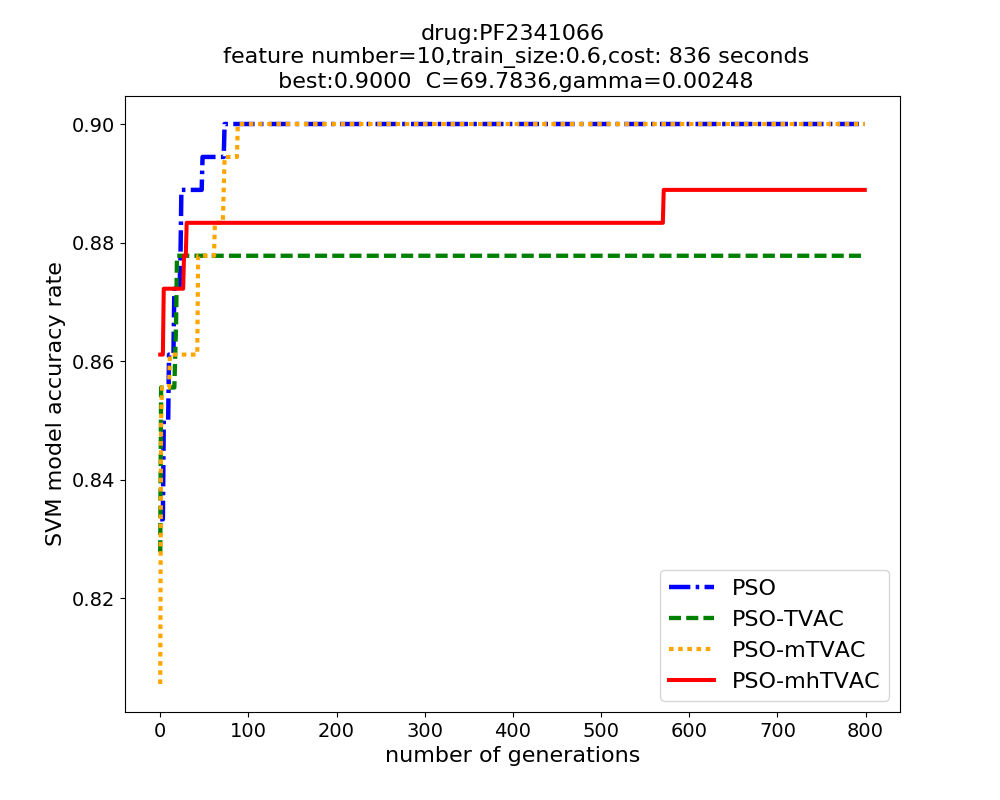 drug:PF2341066
feature number=10,train_size:0.6,cost: 836 seconds
best:0.9000  C=69.7836,gamma=0.00248
0.90
0.88
0.86
0.84
0.82
SVM model accuracy rate
PSO
PSO-TVAC
PSO-mTVAC
PSO-mhTVAC
0 100 200 300 400 500 600 700 800
number of generations